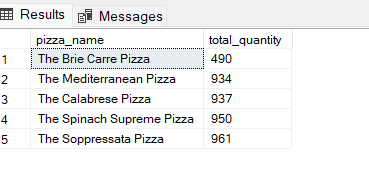 Results Messages
pizza_name total_quantity
1 The Brie Carre Pizza 490
2 The Mediterranean Pizza 934
3 The Calabrese Pizza 937
4 The Spinach Supreme Pizza 950
5 The Soppressata Pizza 961